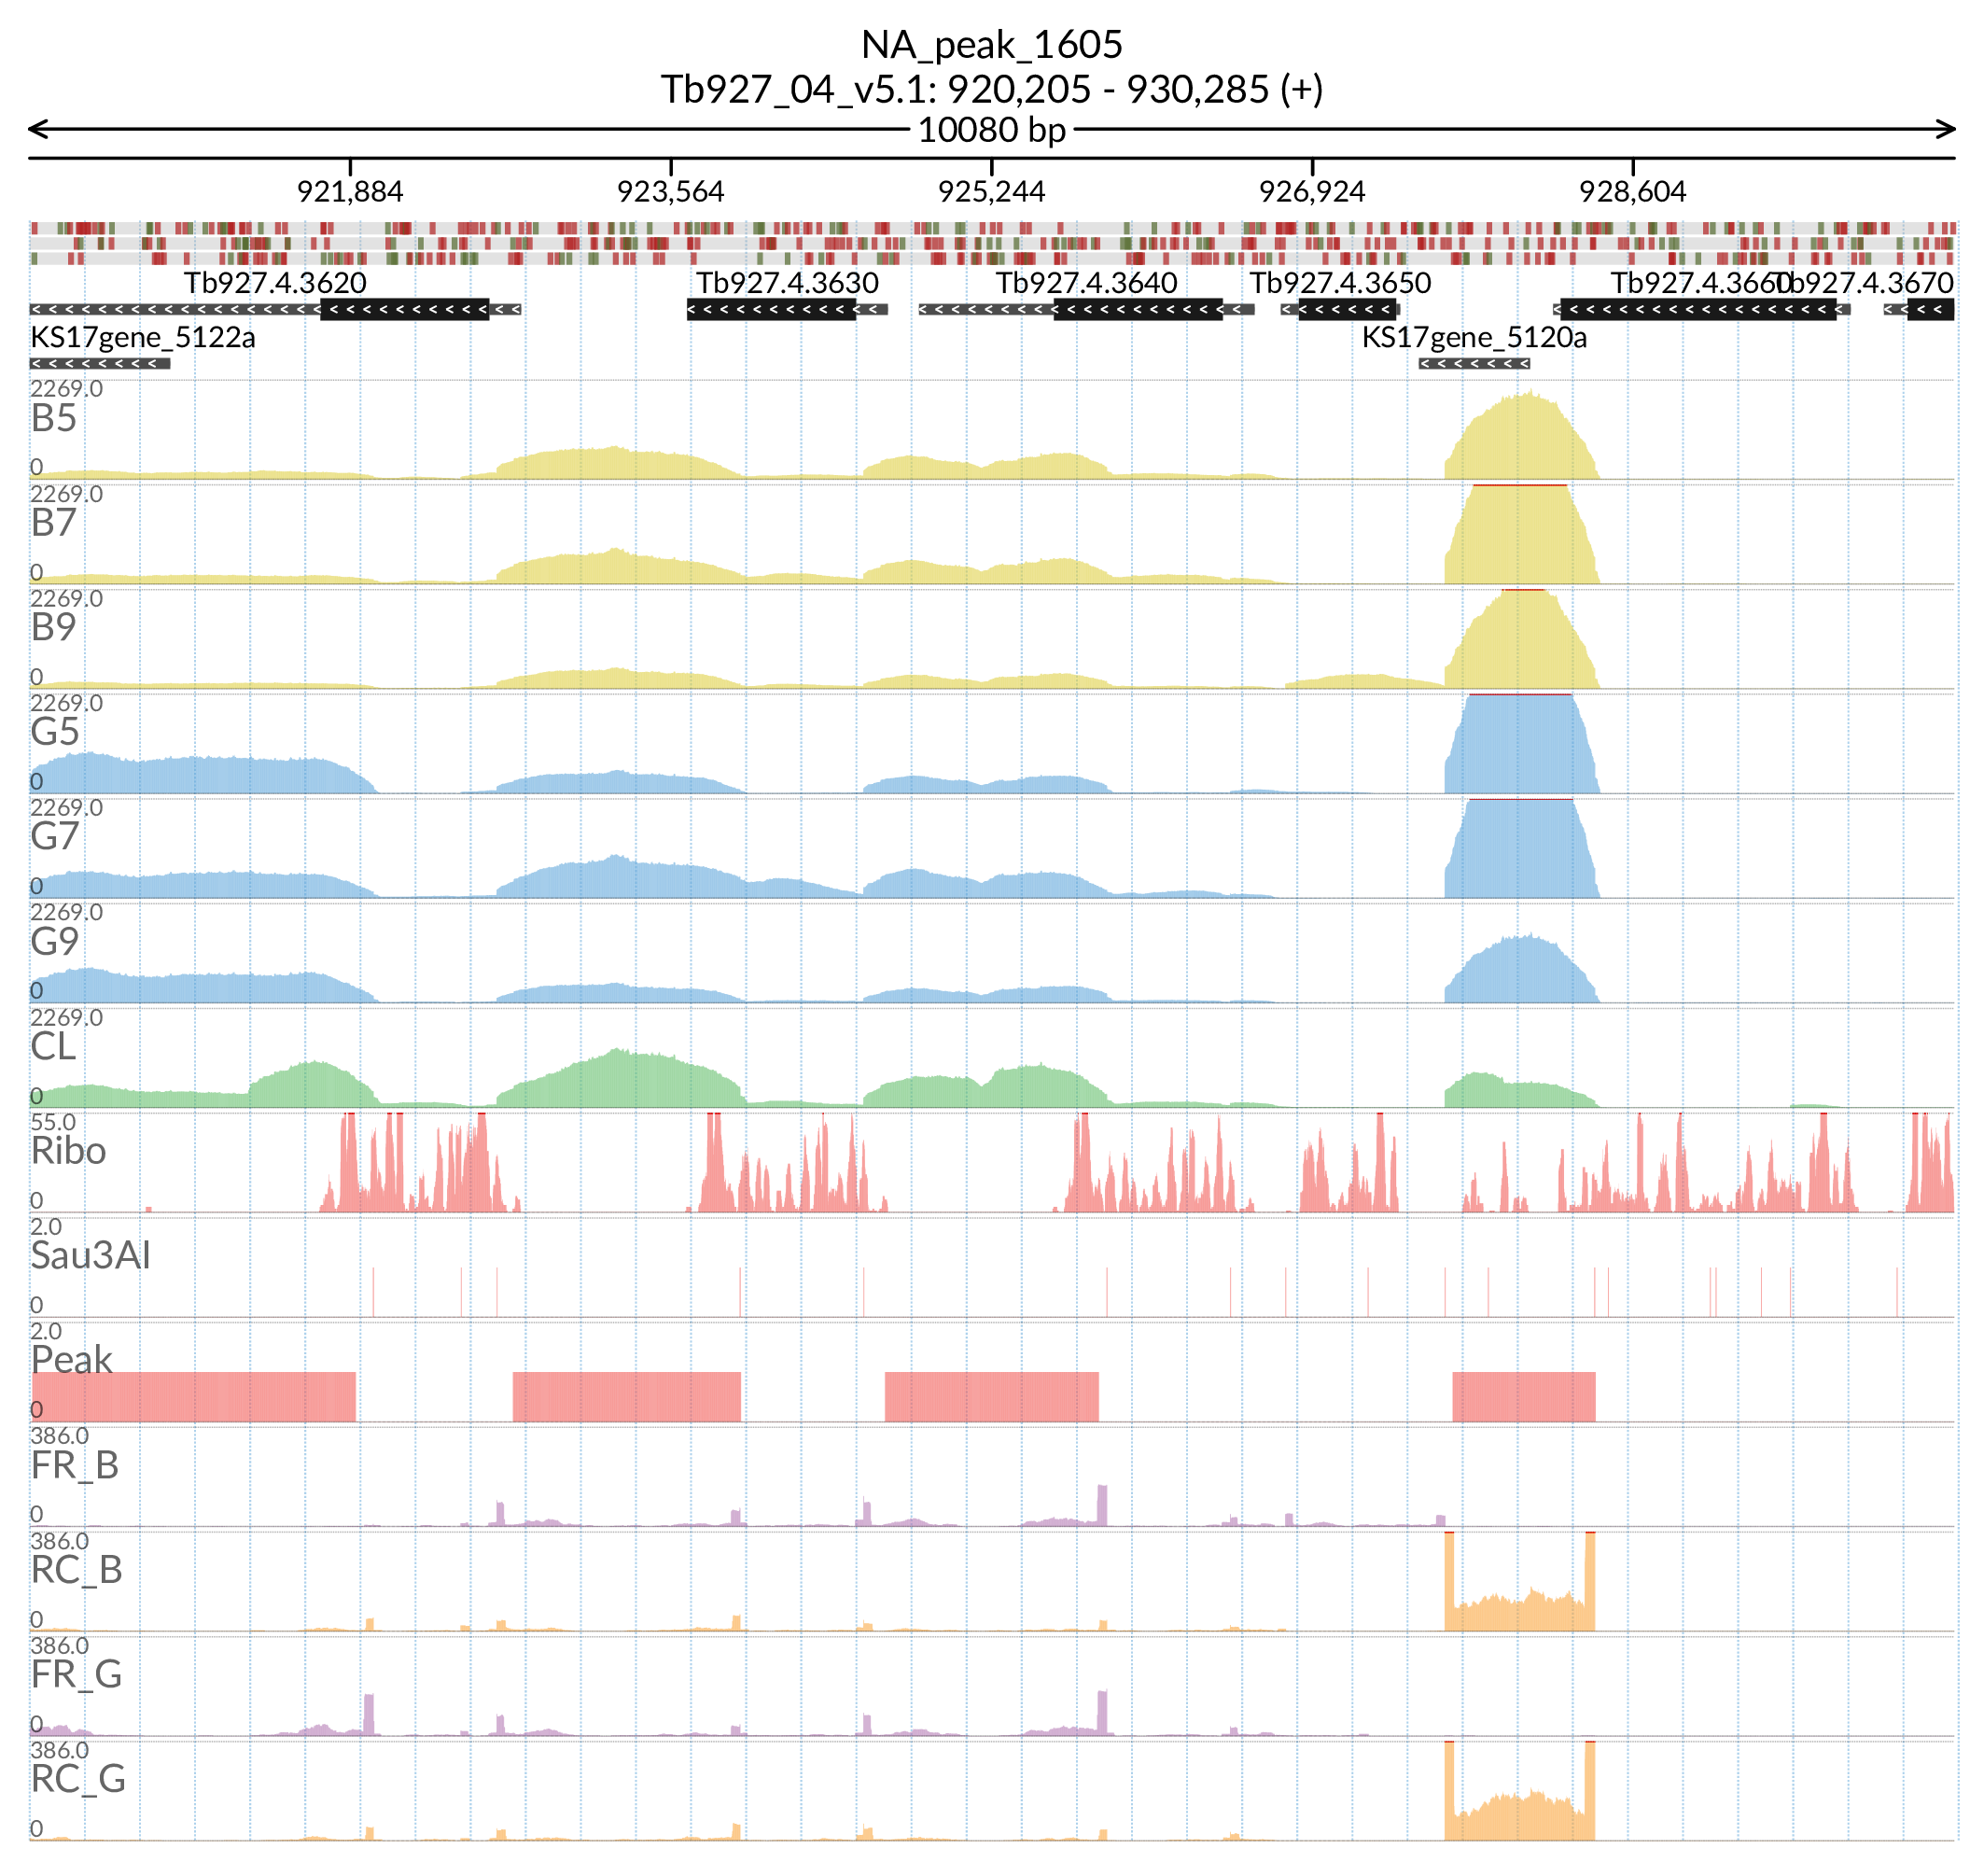 NA_peak_1605
Tb927_04_v5.1: 920,205 - 930,285 (+)
10080 bp
921,884 923,564 925,244 926,924 928,604
Tb927.4.3620 Tb927.4.3630 Tb927.4.3640 Tb927.4.3650 Tb927.4.3660 Tb927.4.3670
KS17gene_5122a KS17gene_5120a
2269.0
B5
0
2269.0
B7
0
2269.0
B9
0
2269.0
G5
0
2269.0
G7
0
2269.0
G9
0
2269.0
CL
0
55.0
Ribo
0
2.0
Sau3AI
0
2.0
Peak
0
386.0
FR_B
0
386.0
RC_B
0
386.0
FR_G
0
386.0
RC_G
0